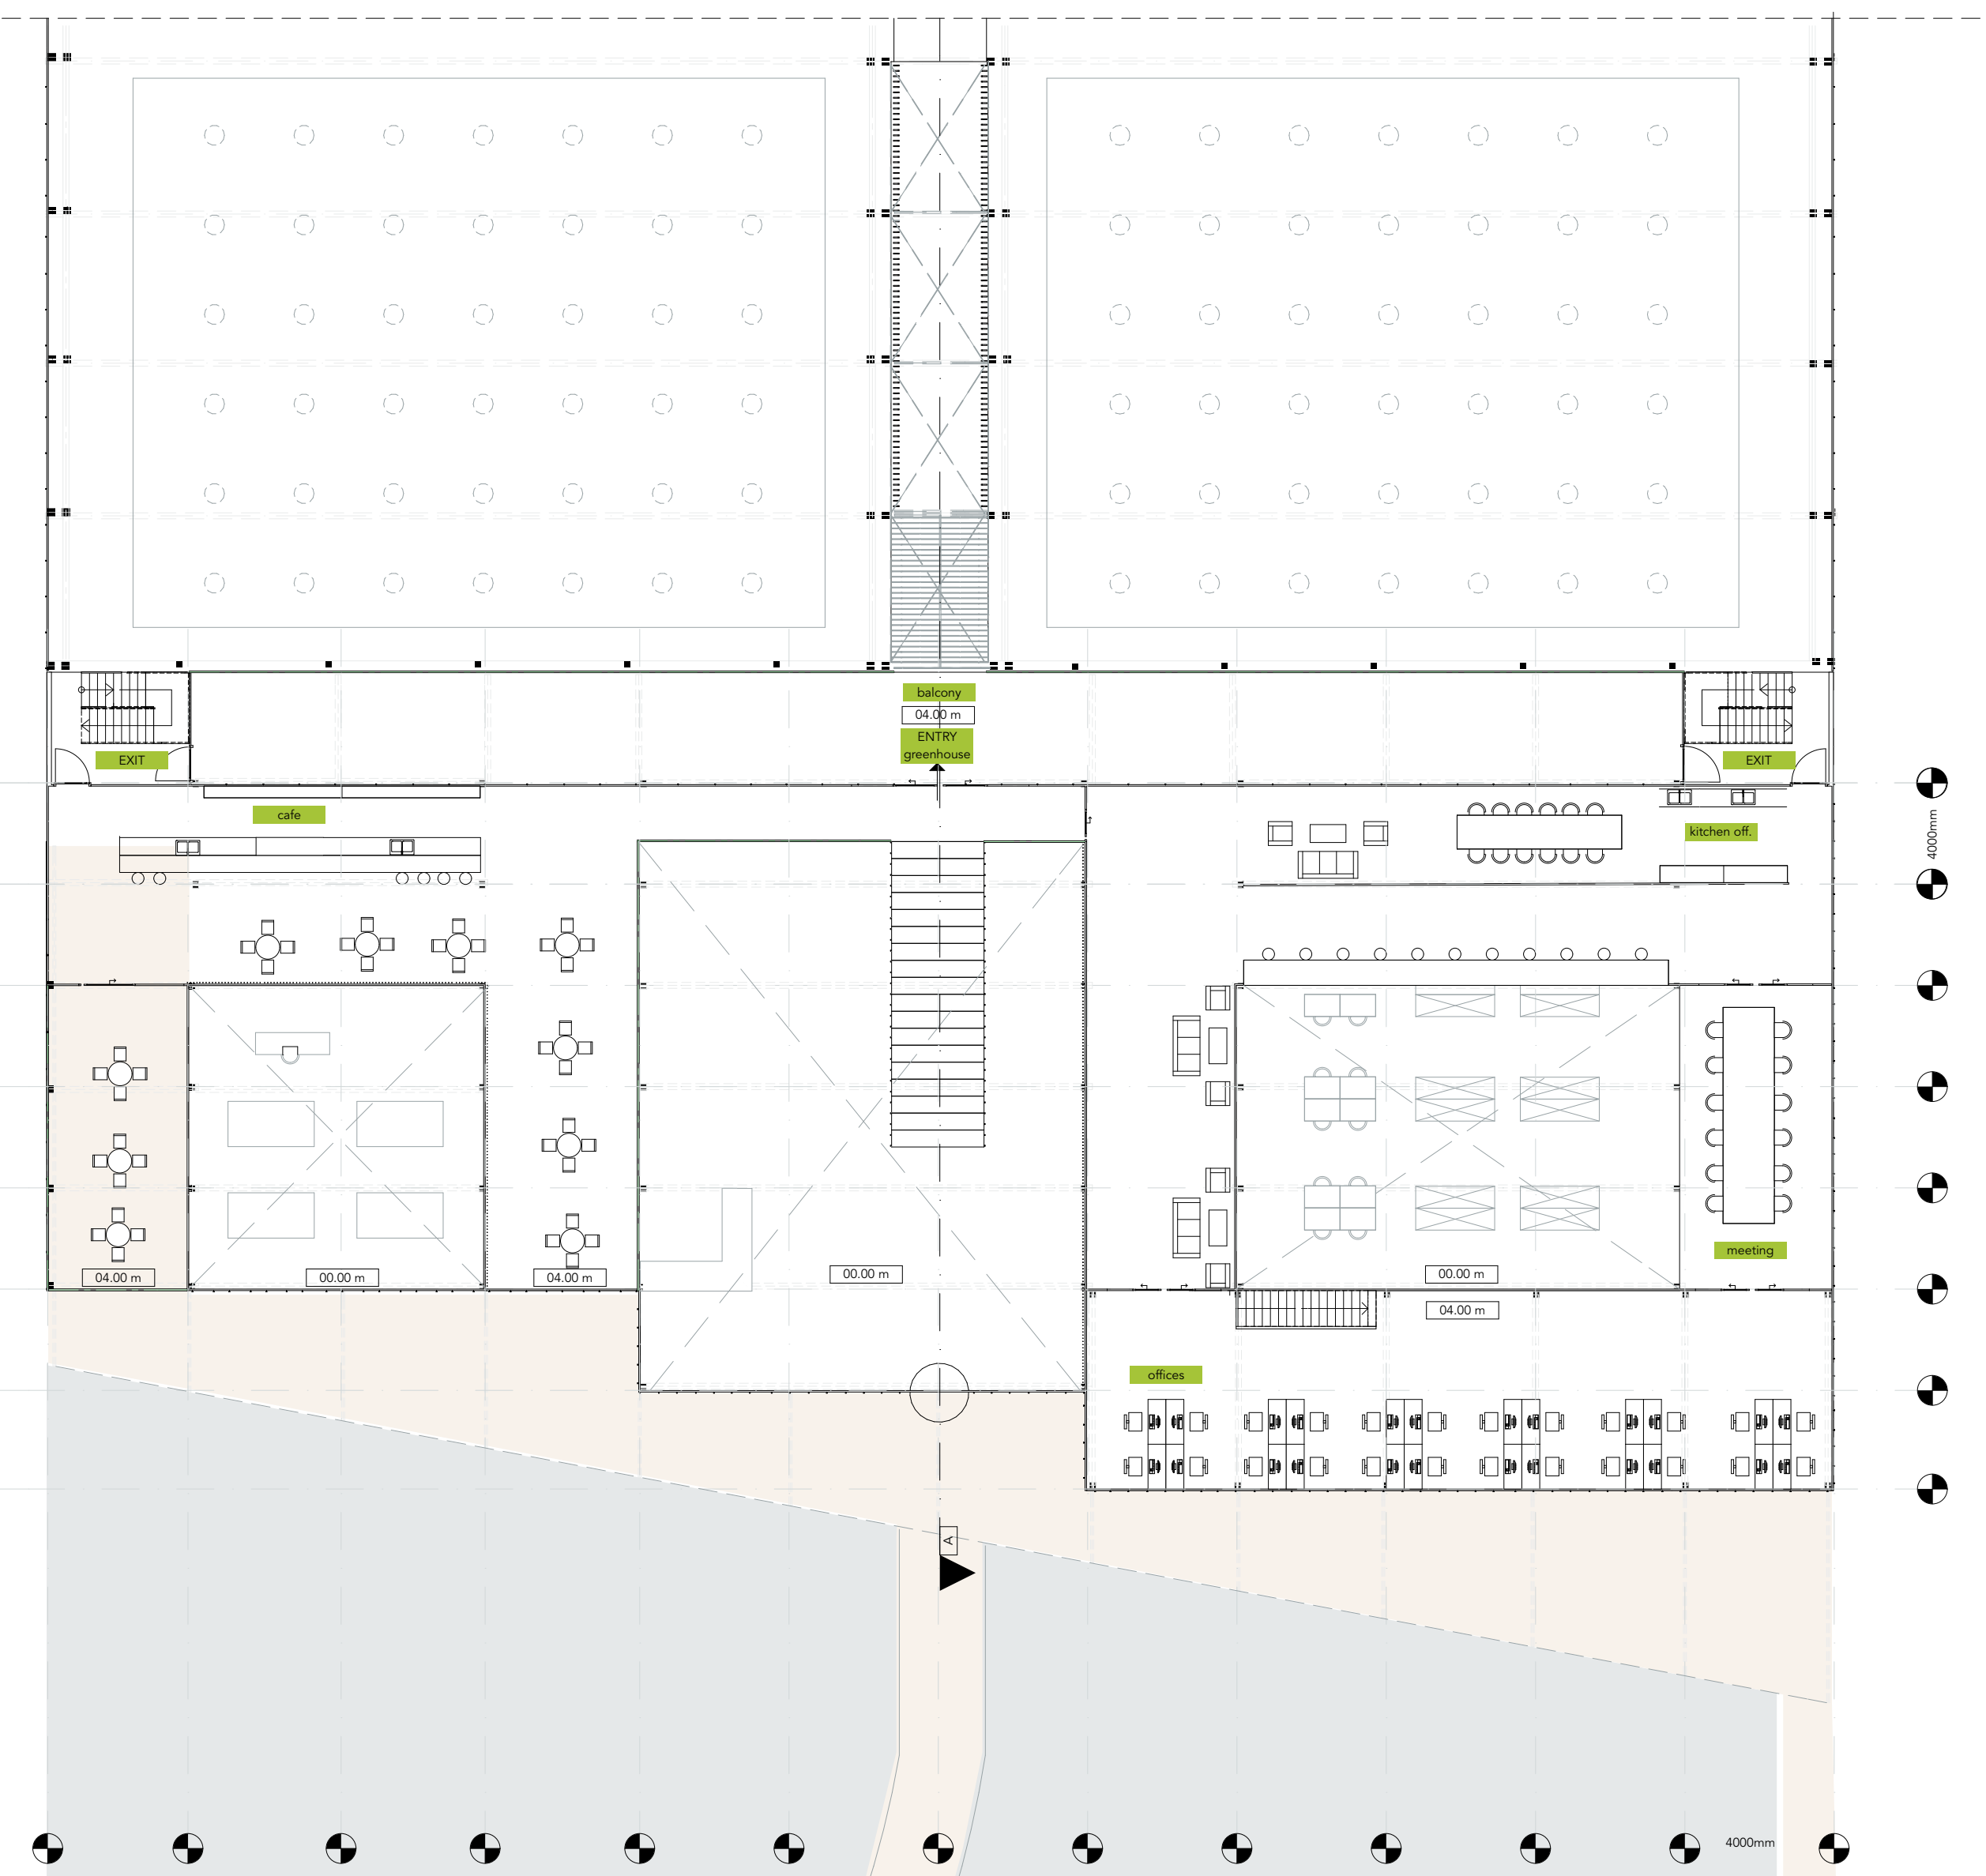 balcony
04.00 m
ENTRY
greenhouse
EXIT
EXIT
cafe
kitchen off.
4000mm
04.00 m
00.00 m
04.00 m
00.00 m
00.00 m
meeting
04.00 m
offices
A
4000mm